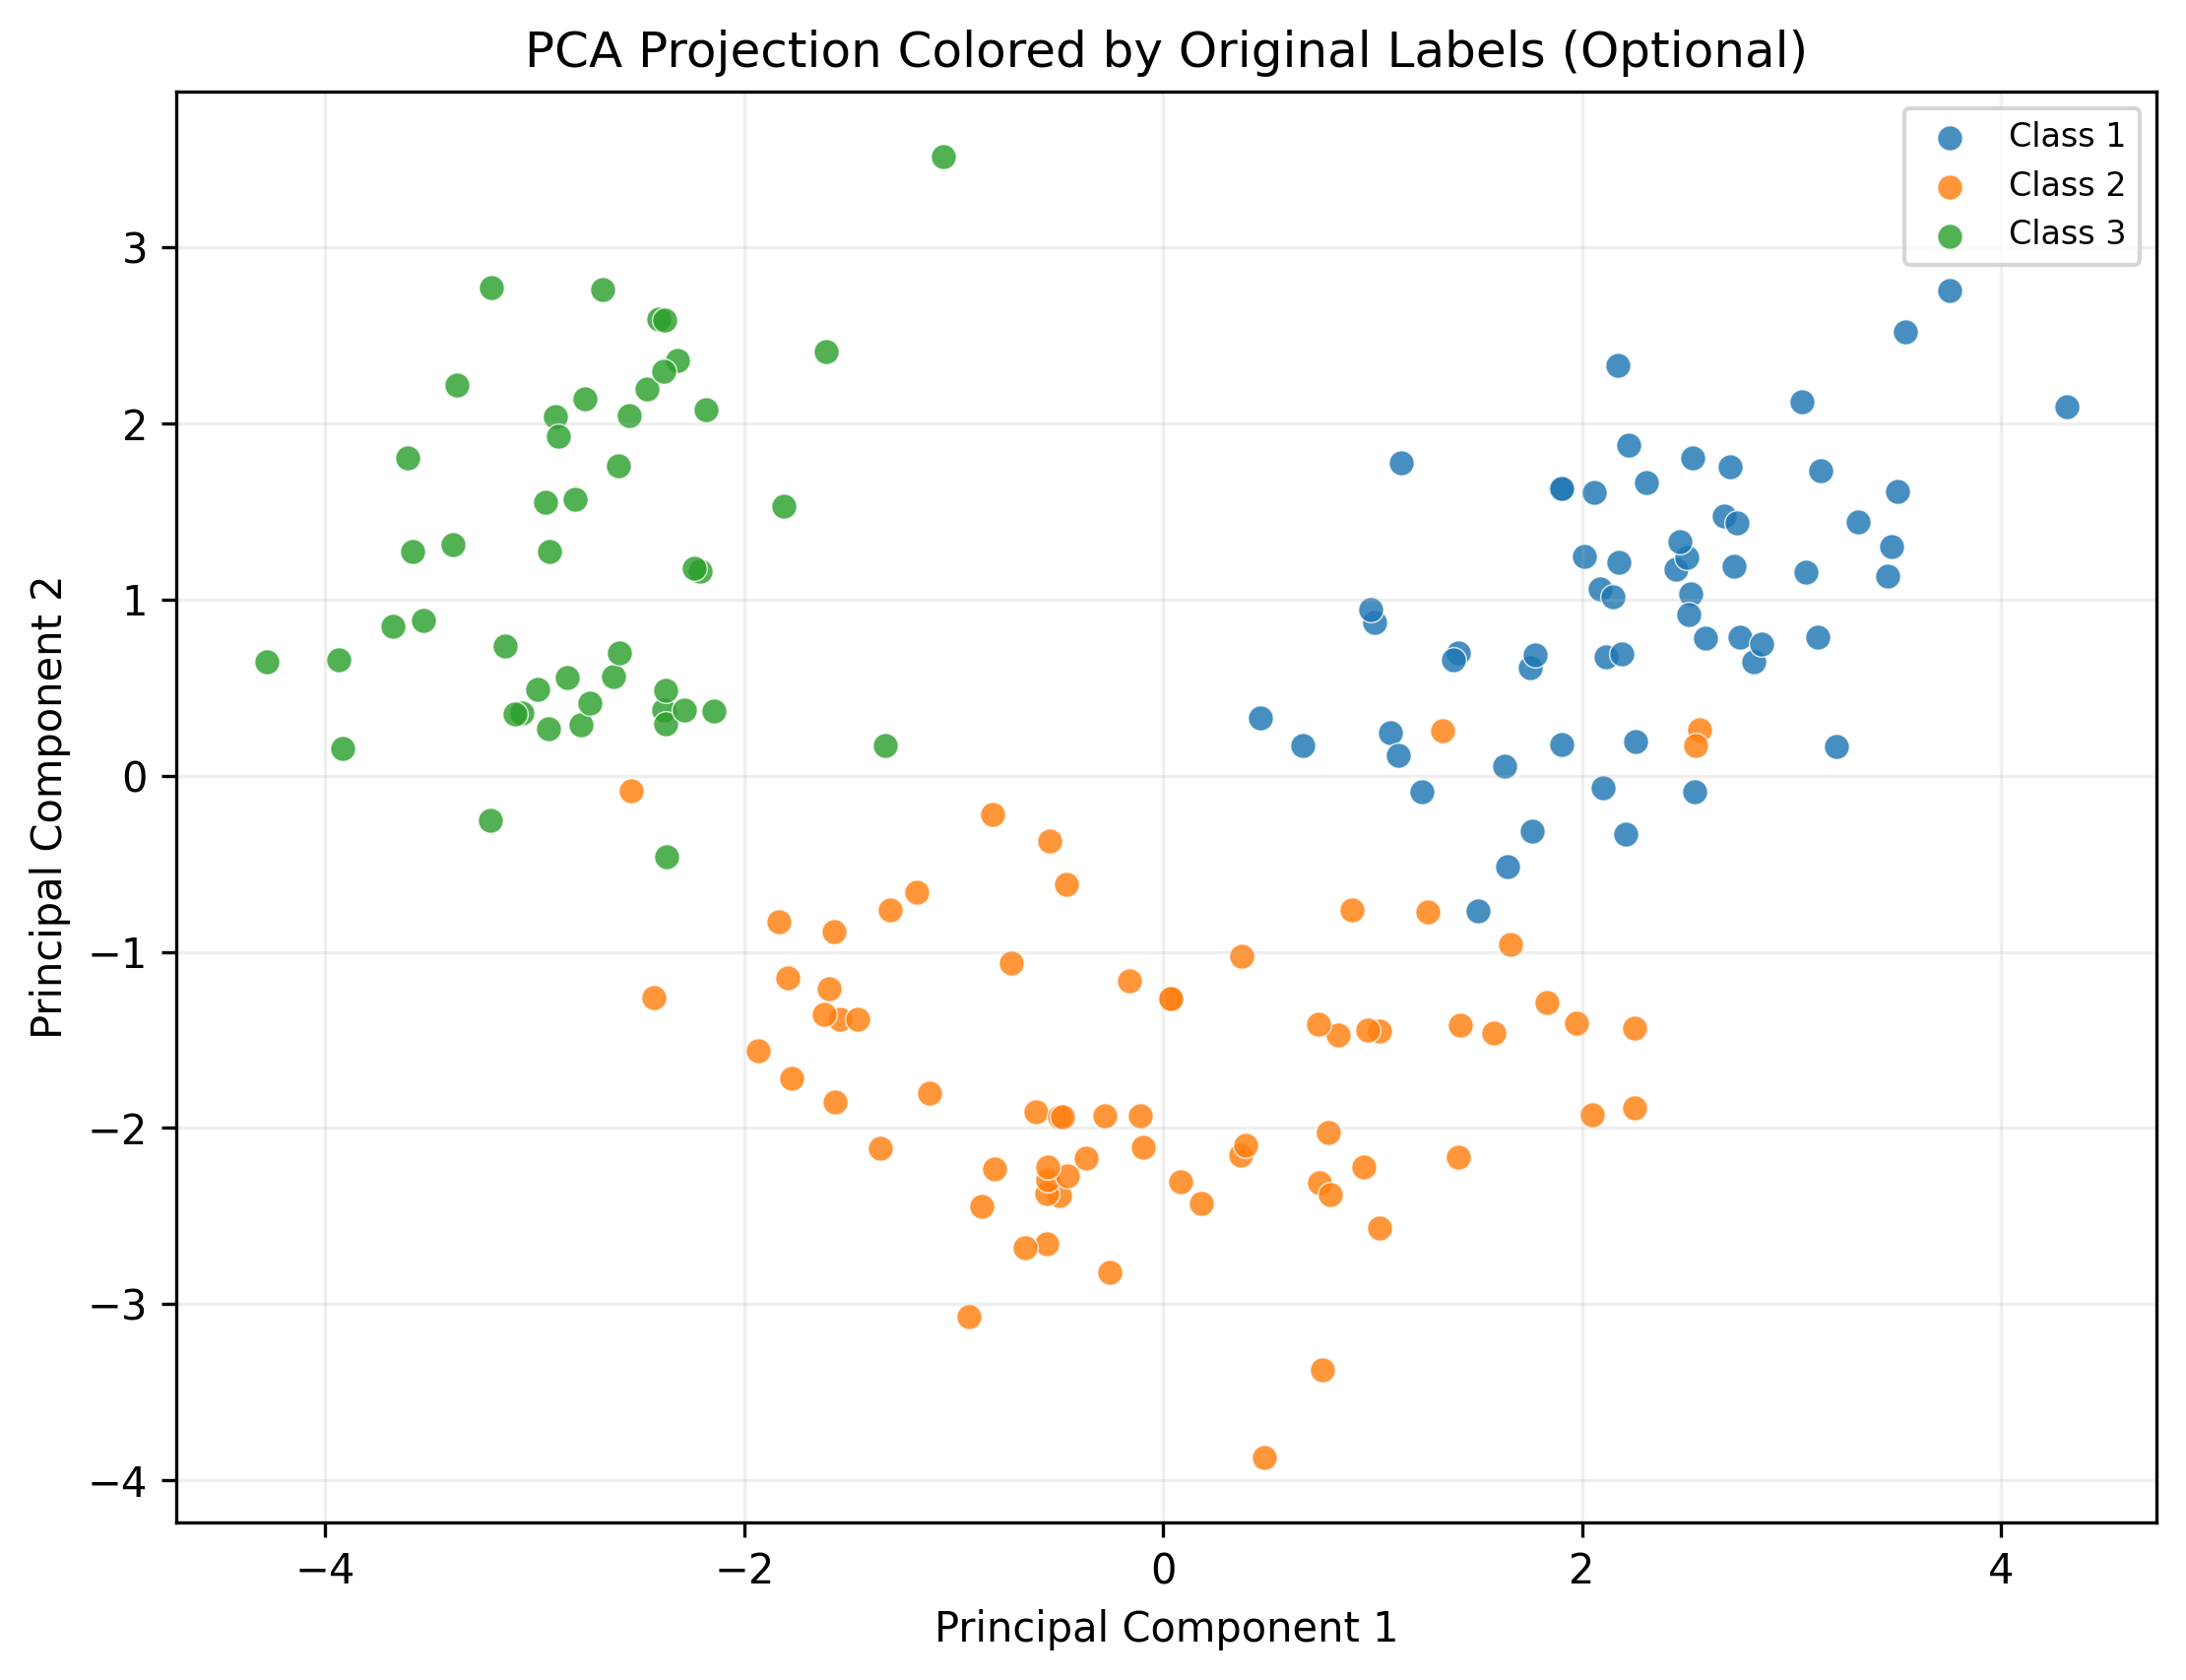 PCA Projection Colored by Original Labels (Optional)
Class 1
Class 2
Class 3
Principal Component 2
3
2
1
0
−1
−2
−3
−4
−4
−2
0
2
4
Principal Component 1